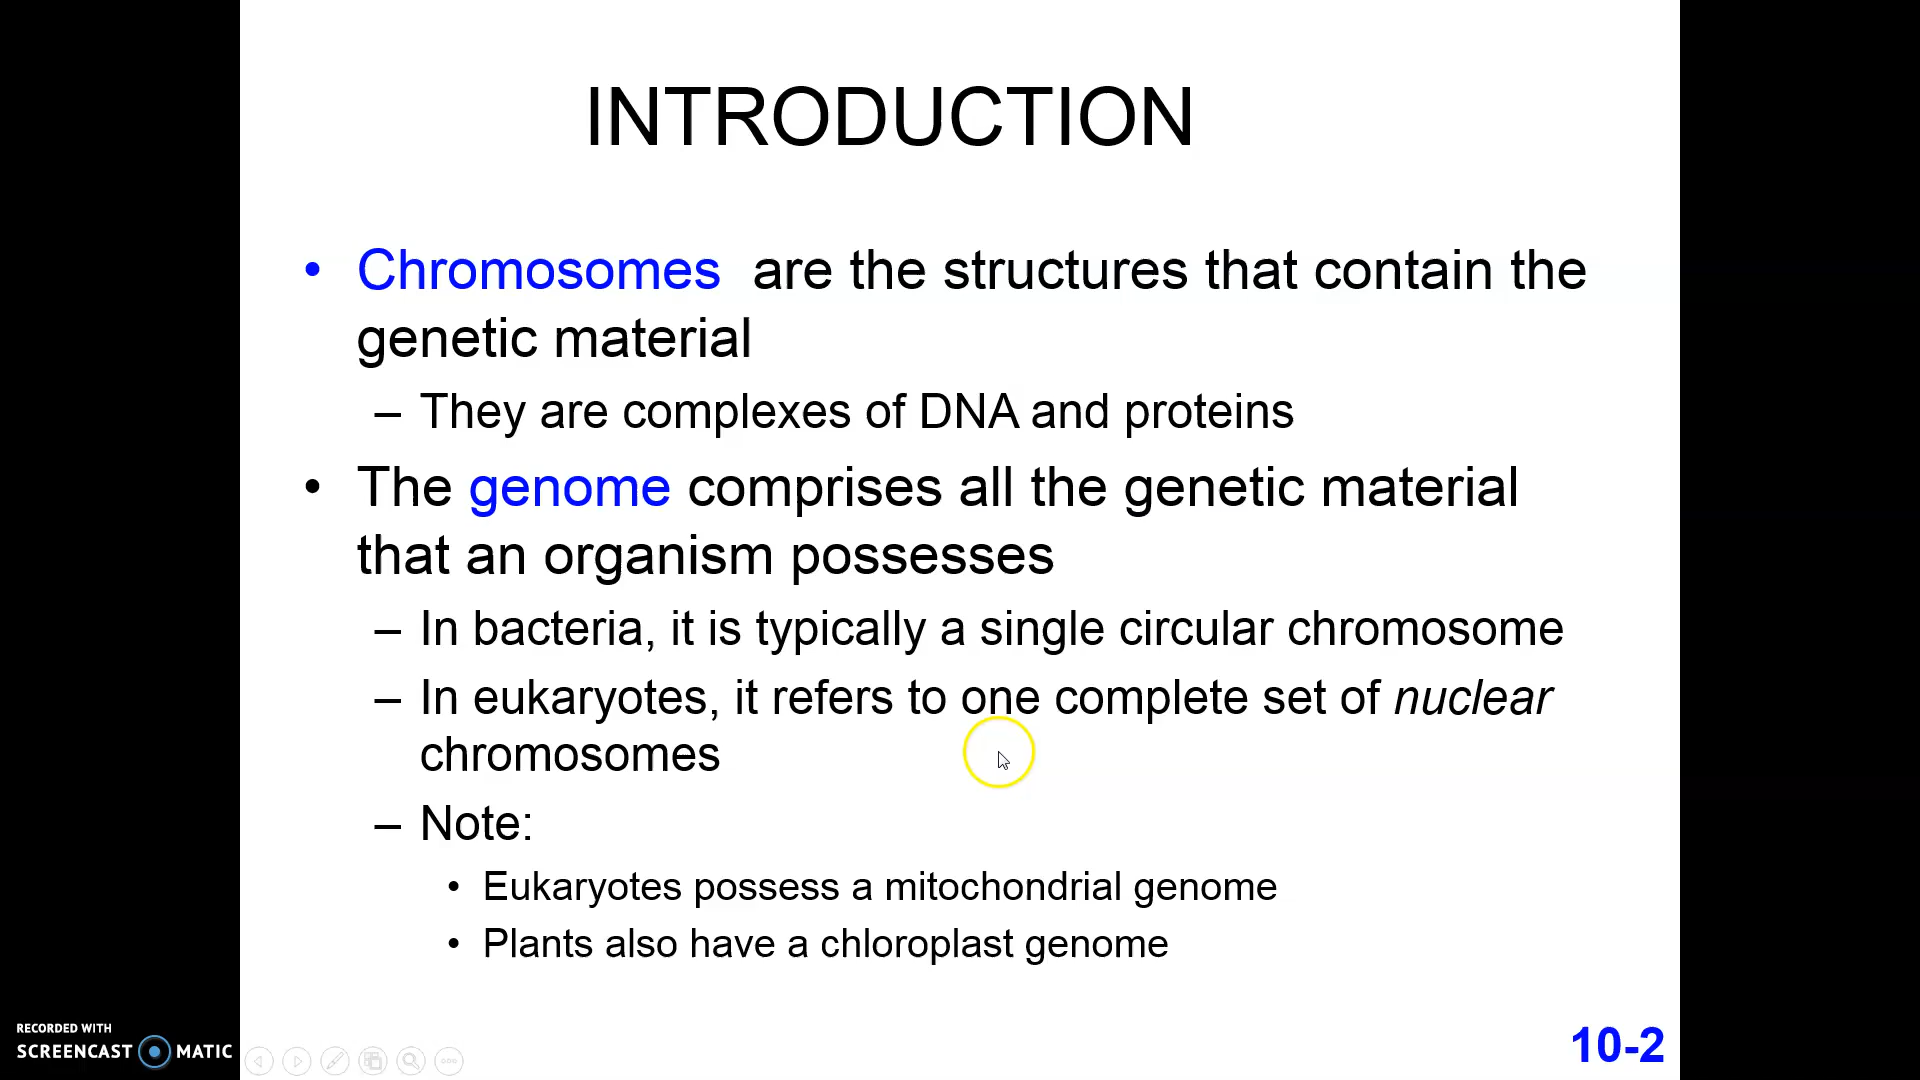 INTRODUCTION
• Chromosomes are the structures that contain the
genetic material
– They are complexes of DNA and proteins
• The genome comprises all the genetic material
that an organism possesses
– In bacteria, it is typically a single circular chromosome
– In eukaryotes, it refers to one complete set of nuclear
chromosomes
– Note:
• Eukaryotes possess a mitochondrial genome
• Plants also have a chloroplast genome
10-2
RECORDED WITH
SCREENCAST MATIC